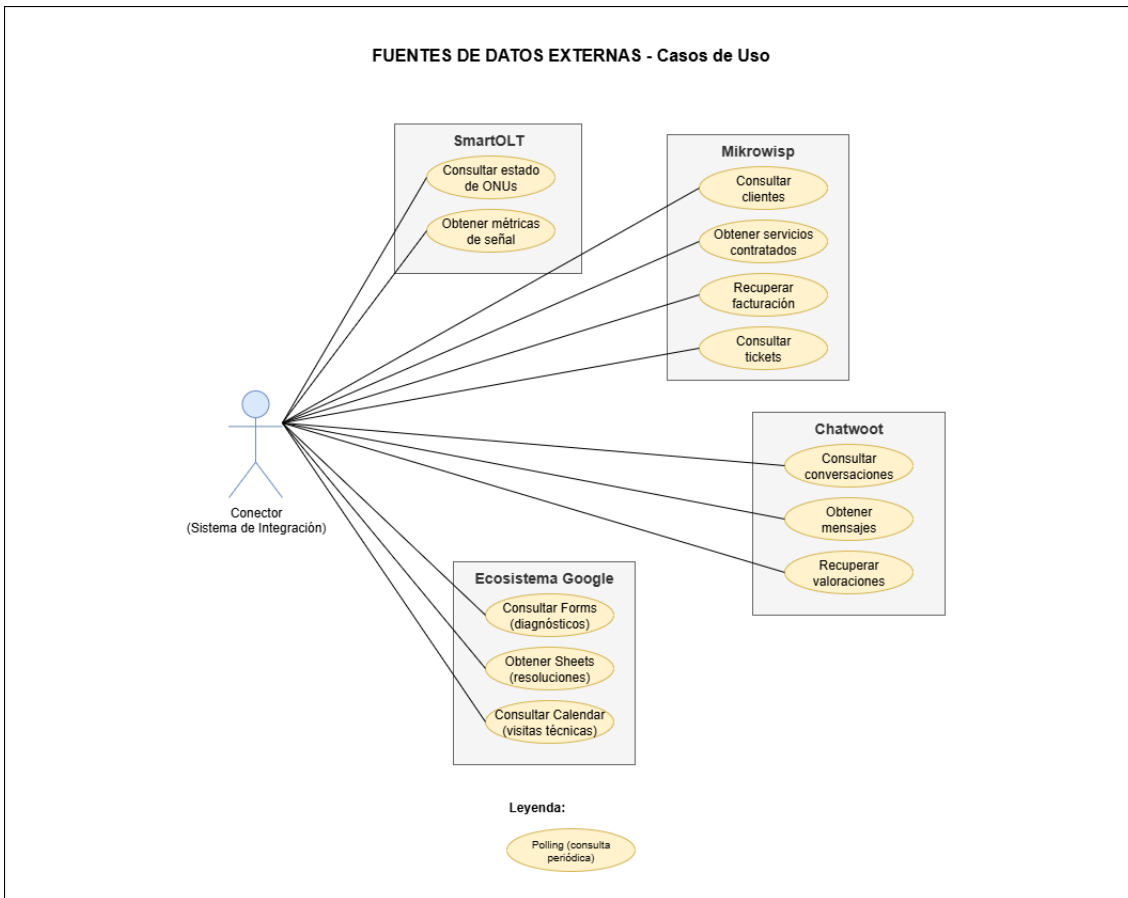 FUENTES DE DATOS EXTERNAS - Casos de Uso
SmartOLT
Consultar estado
de ONUs
Obtener métricas
de señal
Mikrowisp
Consultar
clientes
Obtener servicios
contratados
Recuperar
facturación
Consultar
tickets
Conector
(Sistema de Integración)
Chatwoot
Consultar
conversaciones
Obtener
mensajes
Recuperar
valoraciones
Ecosistema Google
Consultar Forms
(diagnósticos)
Obtener Sheets
(resoluciones)
Consultar Calendar
(visitas técnicas)
Leyenda:
Polling (consulta
periódica)